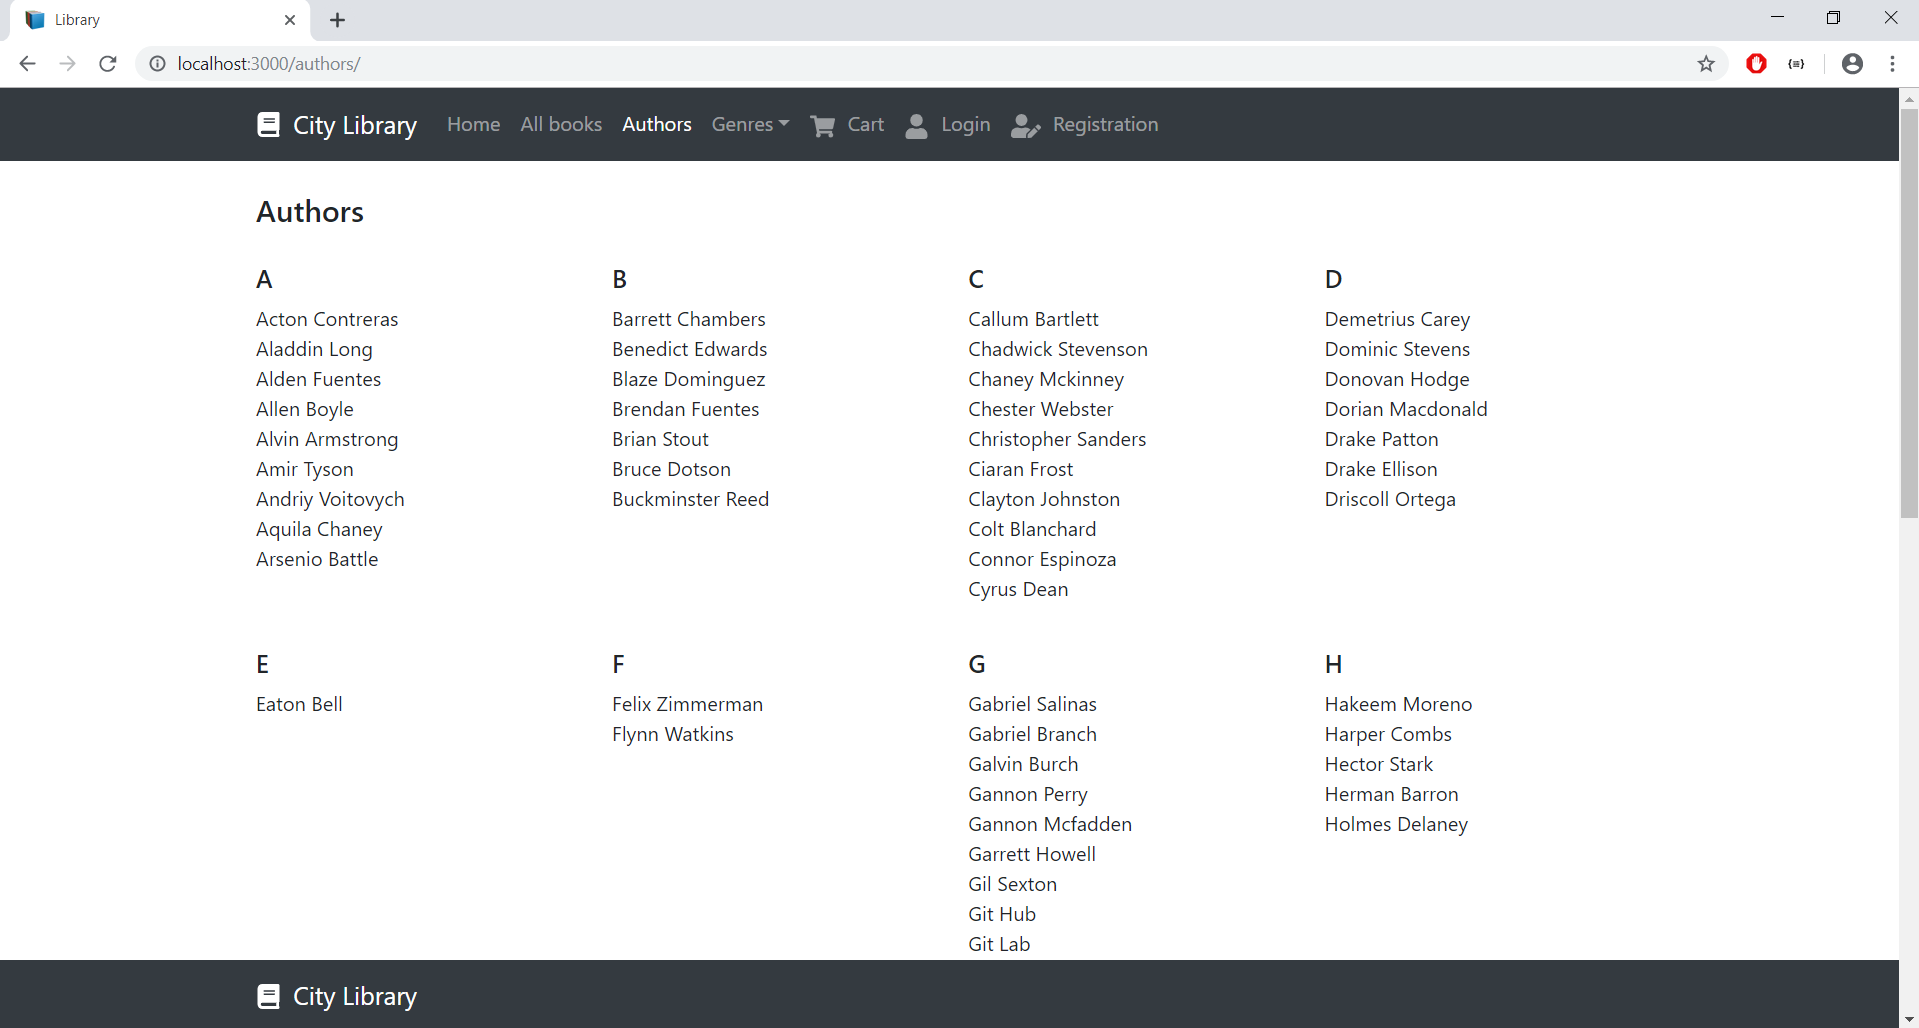 Library
localhost:3000/authors/
City Library Home All books Authors Genres Cart Login Registration
Authors
A
Acton Contreras
Aladdin Long
Alden Fuentes
Allen Boyle
Alvin Armstrong
Amir Tyson
Andriy Voitovych
Aquila Chaney
Arsenio Battle
B
Barrett Chambers
Benedict Edwards
Blaze Dominguez
Brendan Fuentes
Brian Stout
Bruce Dotson
Buckminster Reed
C
Callum Bartlett
Chadwick Stevenson
Chaney Mckinney
Chester Webster
Christopher Sanders
Ciaran Frost
Clayton Johnston
Colt Blanchard
Connor Espinoza
Cyrus Dean
D
Demetrius Carey
Dominic Stevens
Donovan Hodge
Dorian Macdonald
Drake Patton
Drake Ellison
Driscoll Ortega
E
Eaton Bell
F
Felix Zimmerman
Flynn Watkins
G
Gabriel Salinas
Gabriel Branch
Galvin Burch
Gannon Perry
Gannon Mcfadden
Garrett Howell
Gil Sexton
Git Hub
Git Lab
H
Hakeem Moreno
Harper Combs
Hector Stark
Herman Barron
Holmes Delaney
City Library